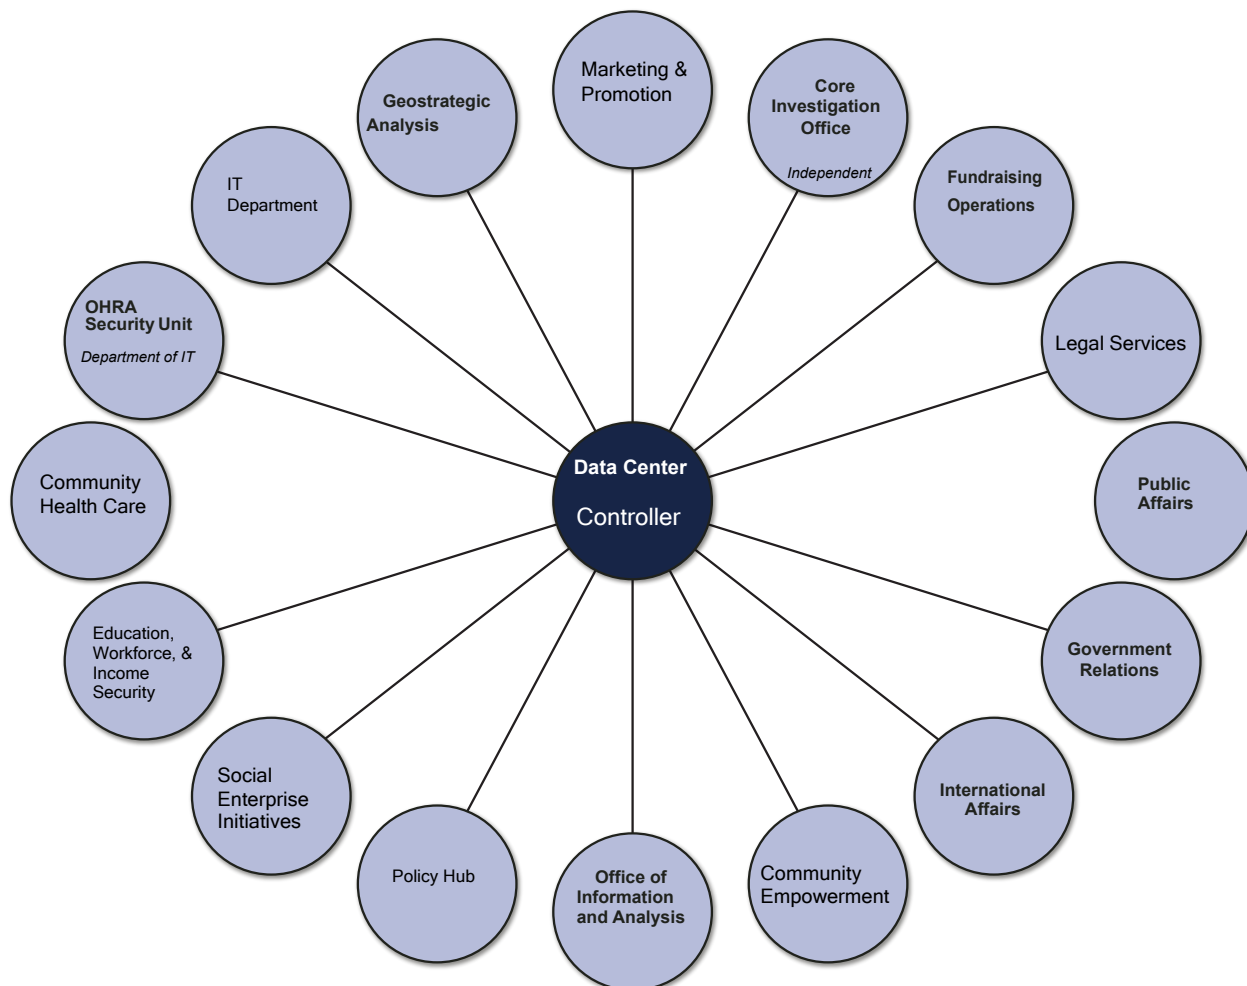 Marketing &
Promotion
Core
Investigation
Office
Independent
Geostrategic
Analysis
Fundraising
Operations
IT
Department
Legal Services
OHRA
Security Unit
Department of IT
Data Center
Controller
Community
Health Care
Public
Affairs
Education,
Workforce, &
Income
Security
Government
Relations
Social
Enterprise
Initiatives
International
Affairs
Policy Hub
Office of
Information
and Analysis
Community
Empowerment